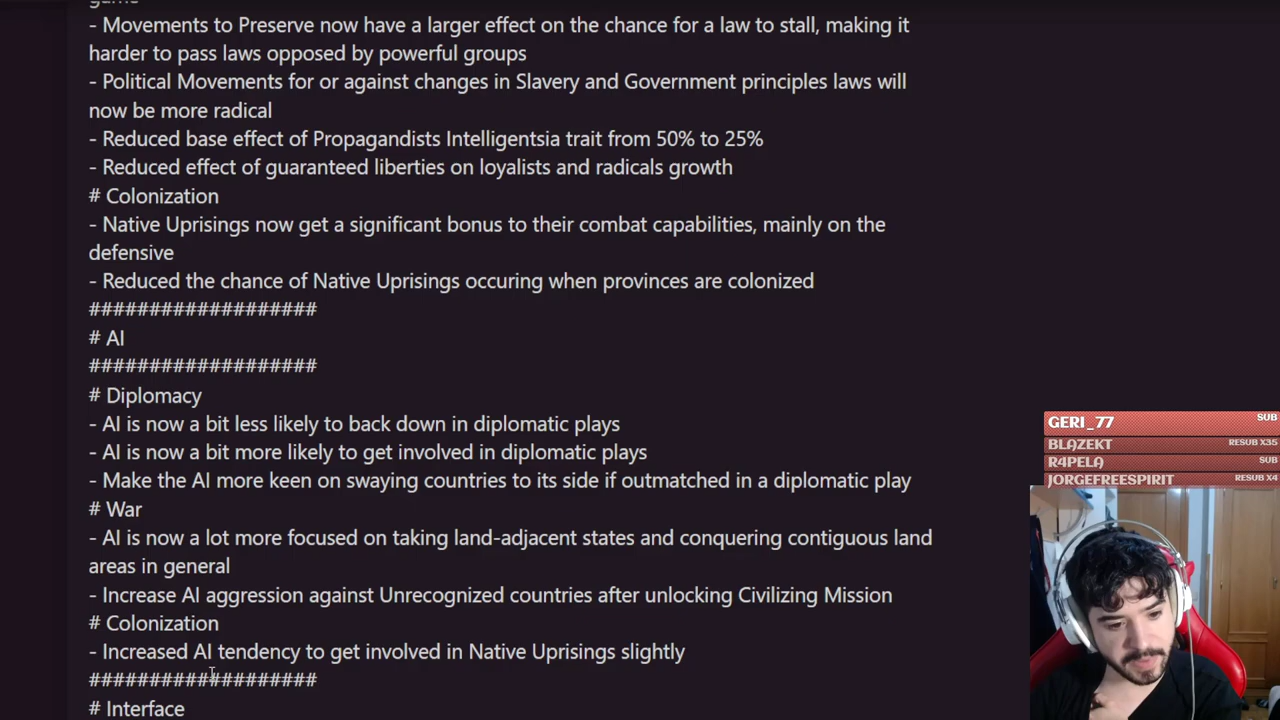 game
- Movements to Preserve now have a larger effect on the chance for a law to stall, making it
harder to pass laws opposed by powerful groups
- Political Movements for or against changes in Slavery and Government principles laws will
now be more radical
- Reduced base effect of Propagandists Intelligentsia trait from 50% to 25%
- Reduced effect of guaranteed liberties on loyalists and radicals growth
# Colonization
- Native Uprisings now get a significant bonus to their combat capabilities, mainly on the
defensive
- Reduced the chance of Native Uprisings occuring when provinces are colonized
###################
# AI
###################
# Diplomacy
- AI is now a bit less likely to back down in diplomatic plays
- AI is now a bit more likely to get involved in diplomatic plays
- Make the AI more keen on swaying countries to its side if outmatched in a diplomatic play
# War
- AI is now a lot more focused on taking land-adjacent states and conquering contiguous land
areas in general
- Increase AI aggression against Unrecognized countries after unlocking Civilizing Mission
# Colonization
- Increased AI tendency to get involved in Native Uprisings slightly
###################
# Interface
GERI_77 SUB
BLAZEKT RESUB X35
R4PELA SUB
JORGEFREESPIRIT RESUB X4